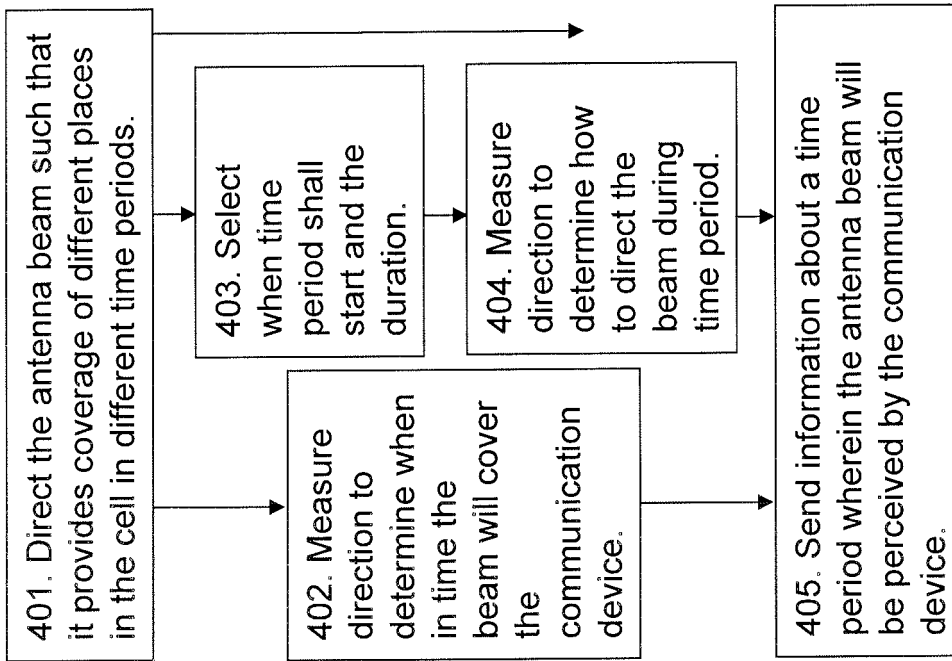 401. Direct the antenna beam such that
it provides coverage of different places
in the cell in different time periods.
402. Measure
direction to
determine when
in time the
beam will cover
the
communication
device.
403. Select
when time
period shall
start and the
duration.
404. Measure
direction to
determine how
to direct the
beam during
time period.
405. Send information about a time
period wherein the antenna beam will
be perceived by the communication
device.